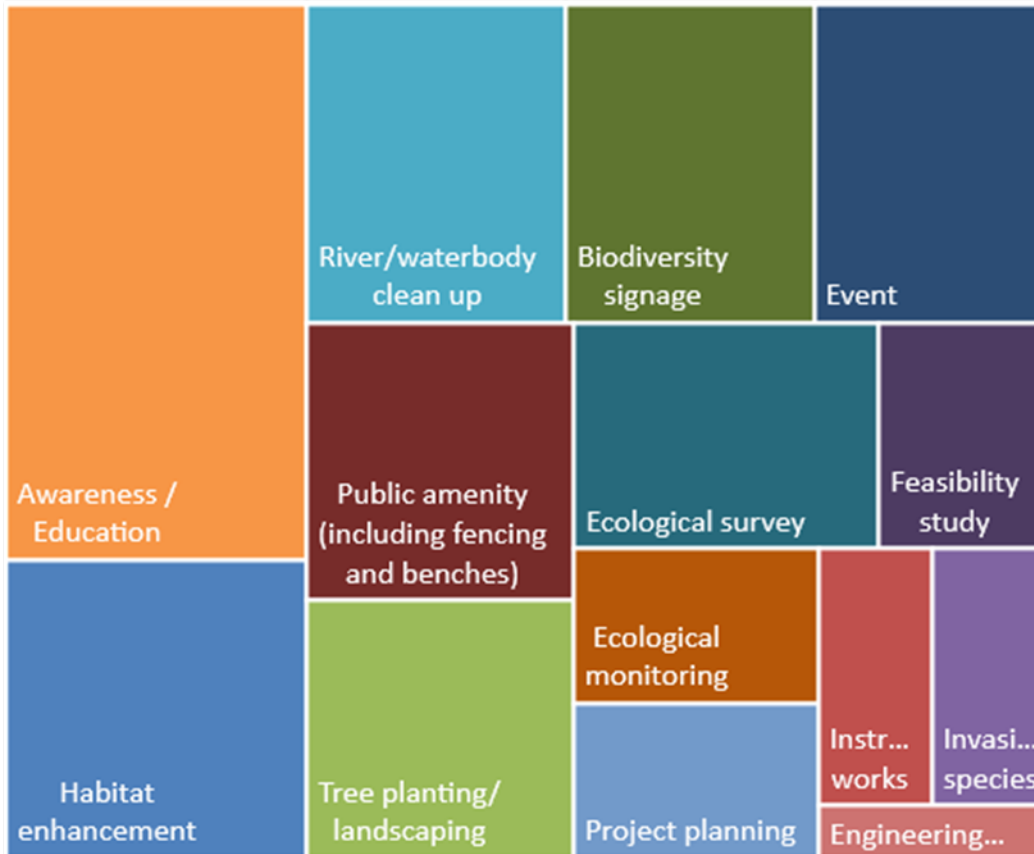 River/waterbody
clean up
Biodiversity
signage
Event
Awareness /
Education
Public amenity
(including fencing
and benches)
Ecological survey
Feasibility
study
Habitat
enhancement
Tree planting/
landscaping
Ecological
monitoring
Project planning
Instr...
works
Invasi...
species
Engineering...